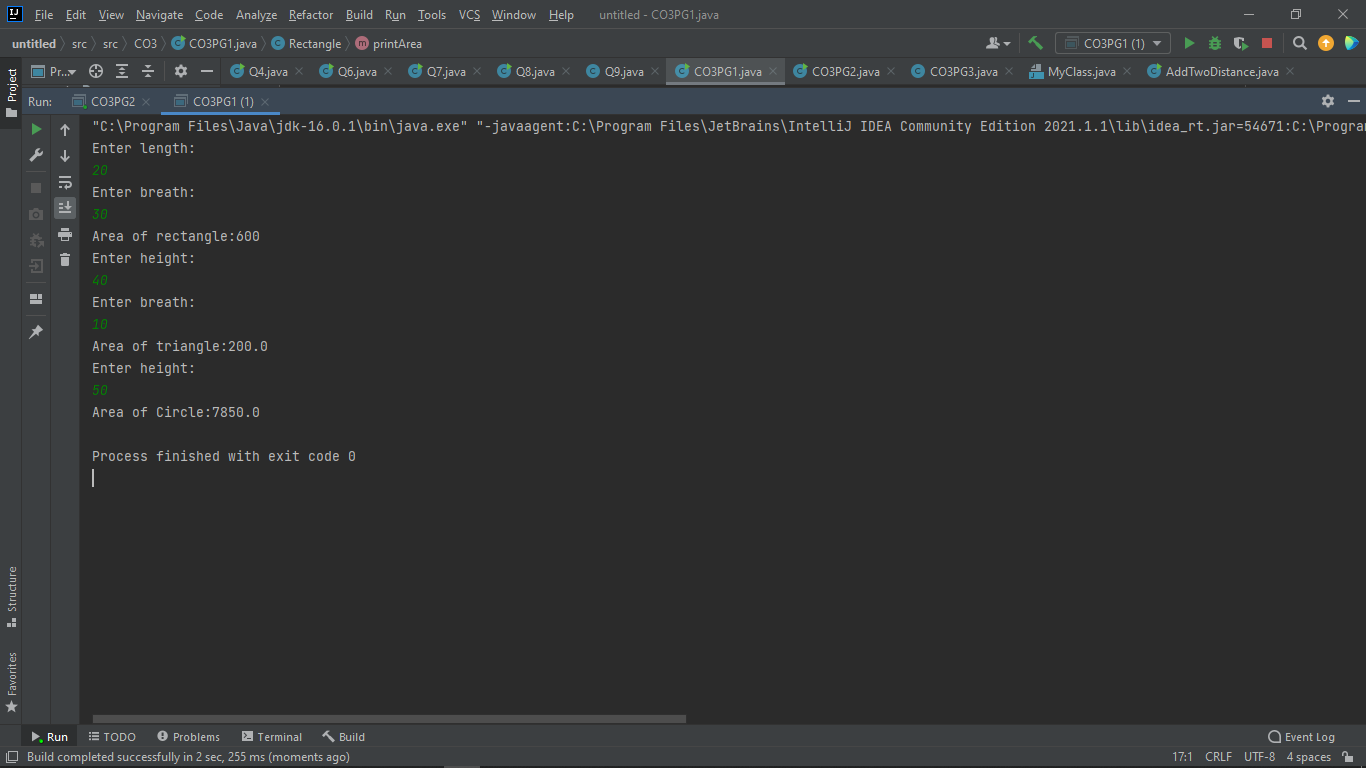 File Edit View Navigate Code Analyze Refactor Build Run Tools VCS Window Help untitled - CO3PG1.java
untitled src src CO3 CO3PG1.java Rectangle printArea CO3PG1 (1)
Project Pr... Q4.java Q6.java Q7.java Q8.java Q9.java CO3PG1.java CO3PG2.java CO3PG3.java MyClass.java AddTwoDistance.java
Run: CO3PG2 CO3PG1 (1)
"C:\Program Files\Java\jdk-16.0.1\bin\java.exe" "-javaagent:C:\Program Files\JetBrains\IntelliJ IDEA Community Edition 2021.1.1\lib\idea_rt.jar=54671:C:\Program
Enter length:
20
Enter breath:
30
Area of rectangle:600
Enter height:
40
Enter breath:
10
Area of triangle:200.0
Enter height:
50
Area of Circle:7850.0
Process finished with exit code 0
Structure
Favorites
Run TODO Problems Terminal Build Event Log
Build completed successfully in 2 sec, 255 ms (moments ago) 17:1 CRLF UTF-8 4 spaces